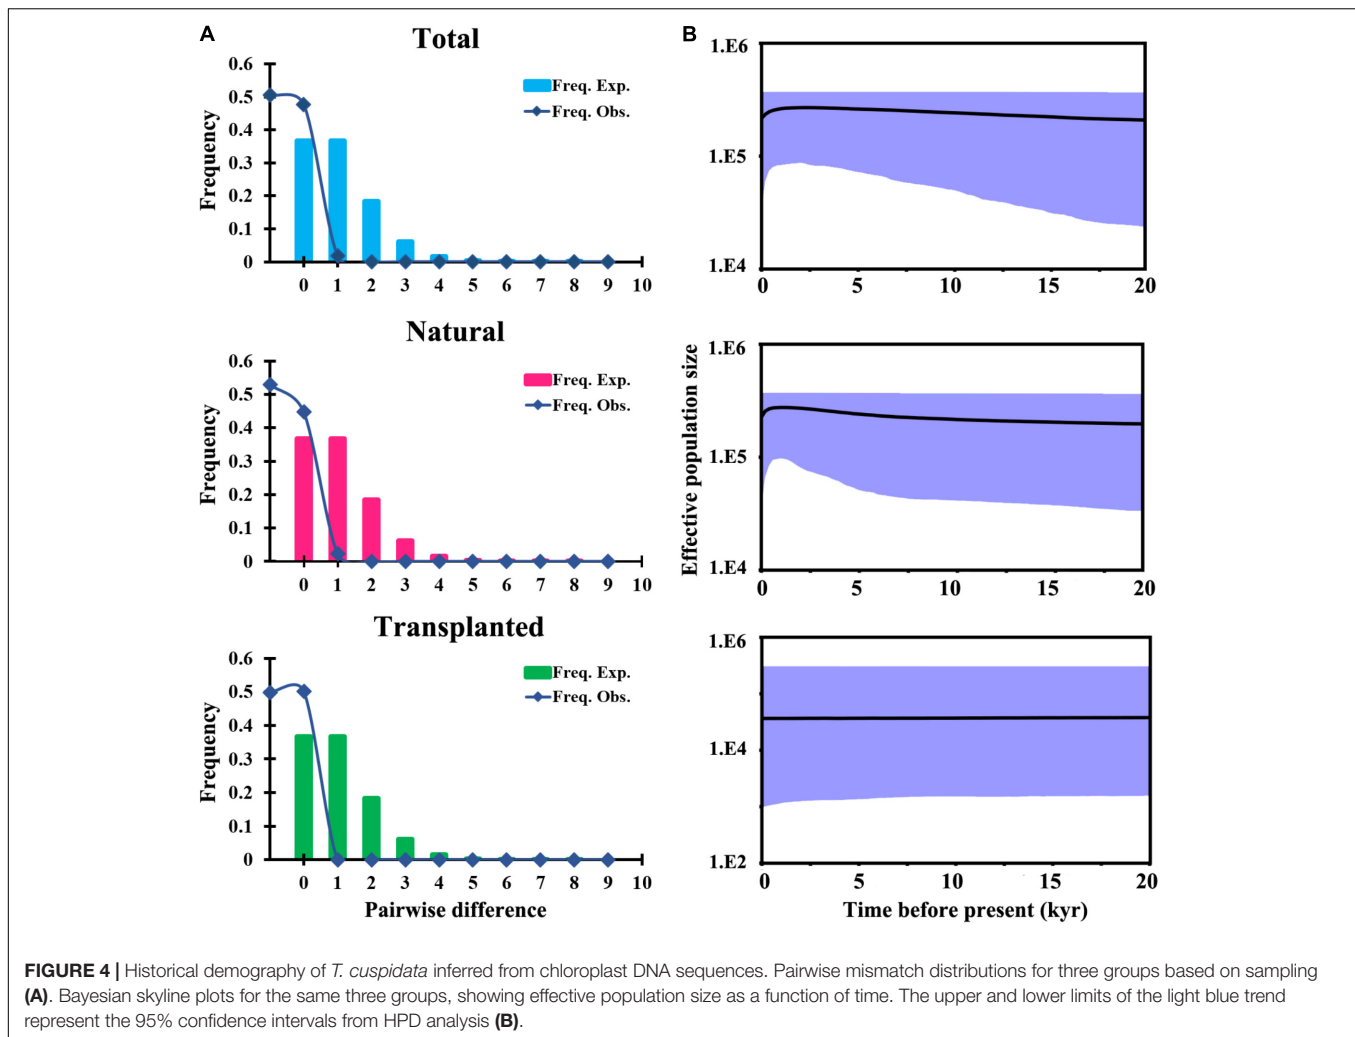 A
Total
0.6
0.5
0.4
0.3
0.2
0.1
0
Frequency
Freq. Exp.
Freq. Obs.
0 1 2 3 4 5 6 7 8 9 10
Natural
0.6
0.5
0.4
0.3
0.2
0.1
0
Frequency
Freq. Exp.
Freq. Obs.
0 1 2 3 4 5 6 7 8 9 10
Transplanted
0.6
0.5
0.4
0.3
0.2
0.1
0
Frequency
Freq. Exp.
Freq. Obs.
0 1 2 3 4 5 6 7 8 9 10
Pairwise difference
B
1.E6
1.E5
1.E4
0 5 10 15 20
Effective population size
1.E6
1.E5
1.E4
0 5 10 15 20
1.E6
1.E4
1.E2
0 5 10 15 20
Time before present (kyr)
FIGURE 4 | Historical demography of T. cuspidata inferred from chloroplast DNA sequences. Pairwise mismatch distributions for three groups based on sampling
(A). Bayesian skyline plots for the same three groups, showing effective population size as a function of time. The upper and lower limits of the light blue trend
represent the 95% confidence intervals from HPD analysis (B).